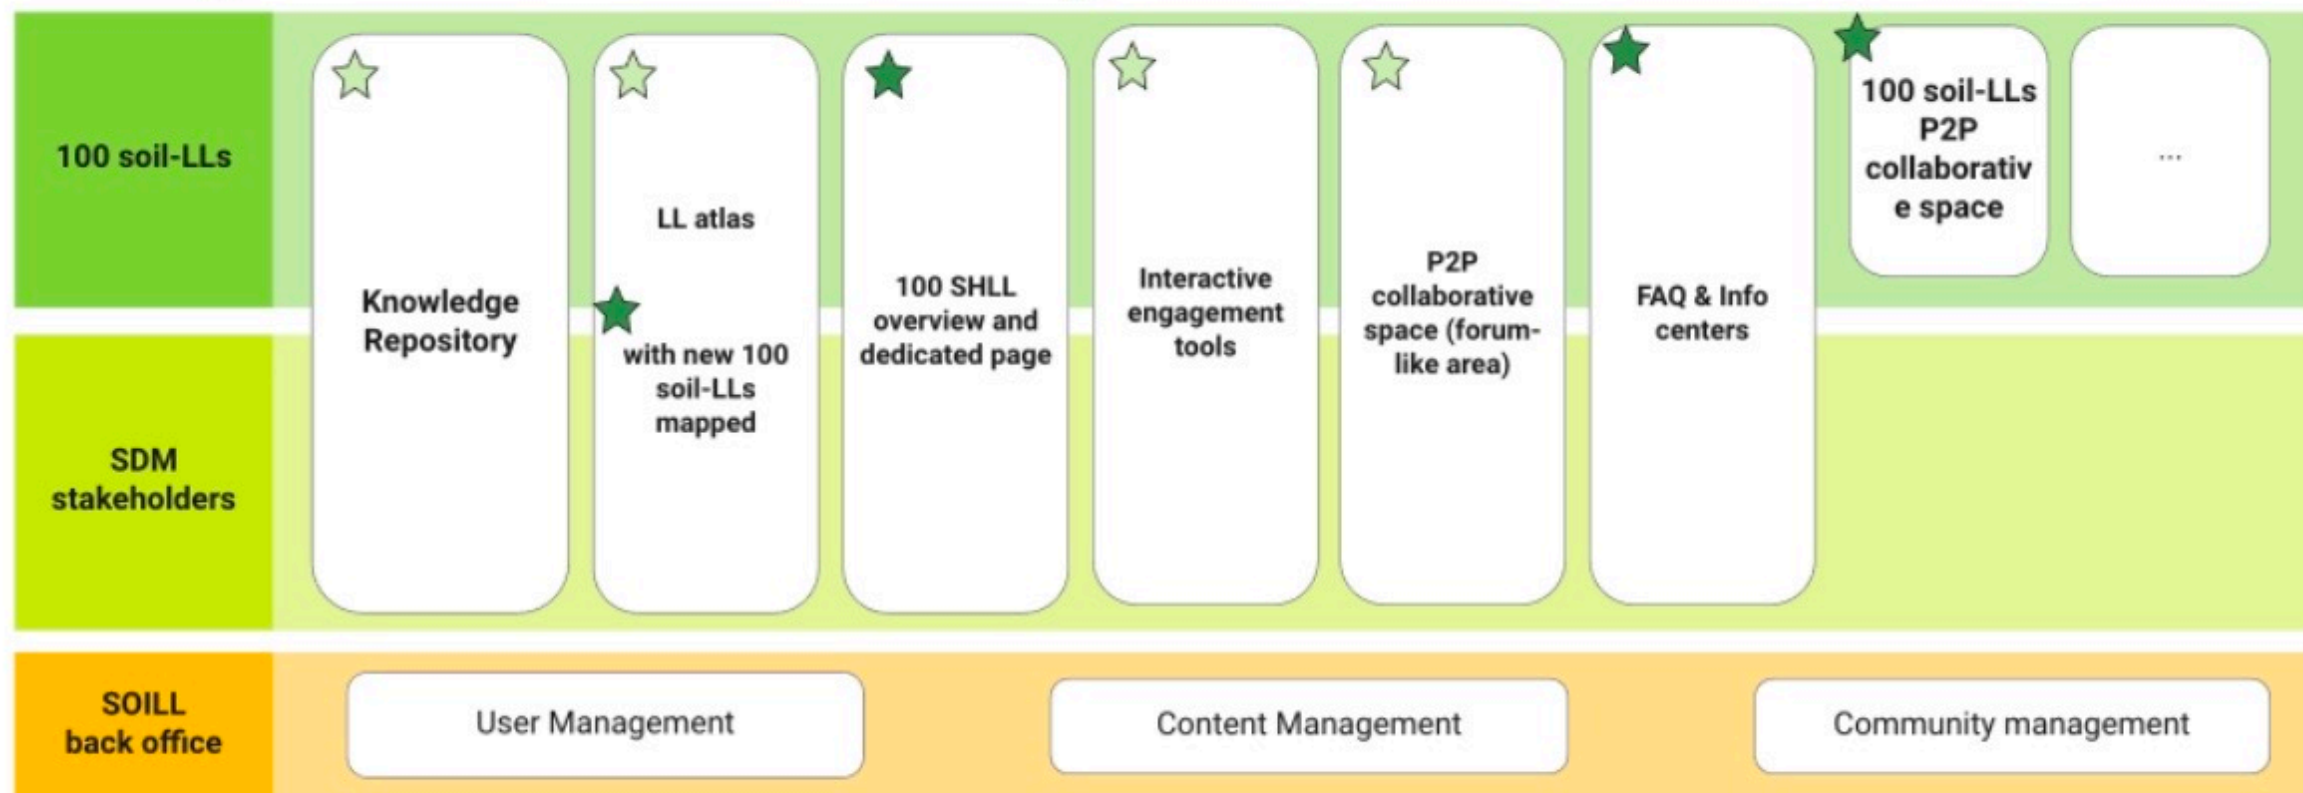 100 soil-LLs
Knowledge
Repository
LL atlas
with new 100
soil-LLs
mapped
100 SHLL
overview and
dedicated page
Interactive
engagement
tools
P2P
collaborative
space (forum-
like area)
FAQ & Info
centers
100 soil-LLs
P2P
collaborativ
e space
...
SDM
stakeholders
SOILL
back office
User Management
Content Management
Community management